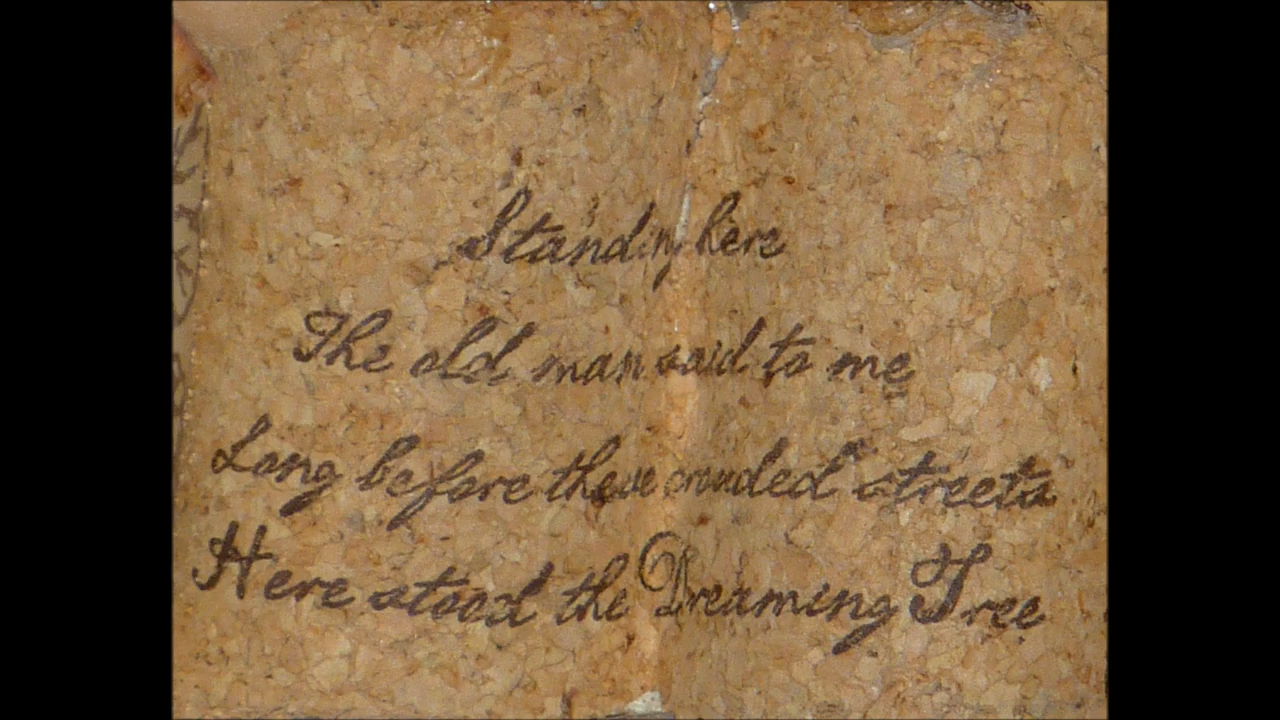 Standing here
The old man said to me
Long before these crowded streets
Here stood the Dreaming Tree